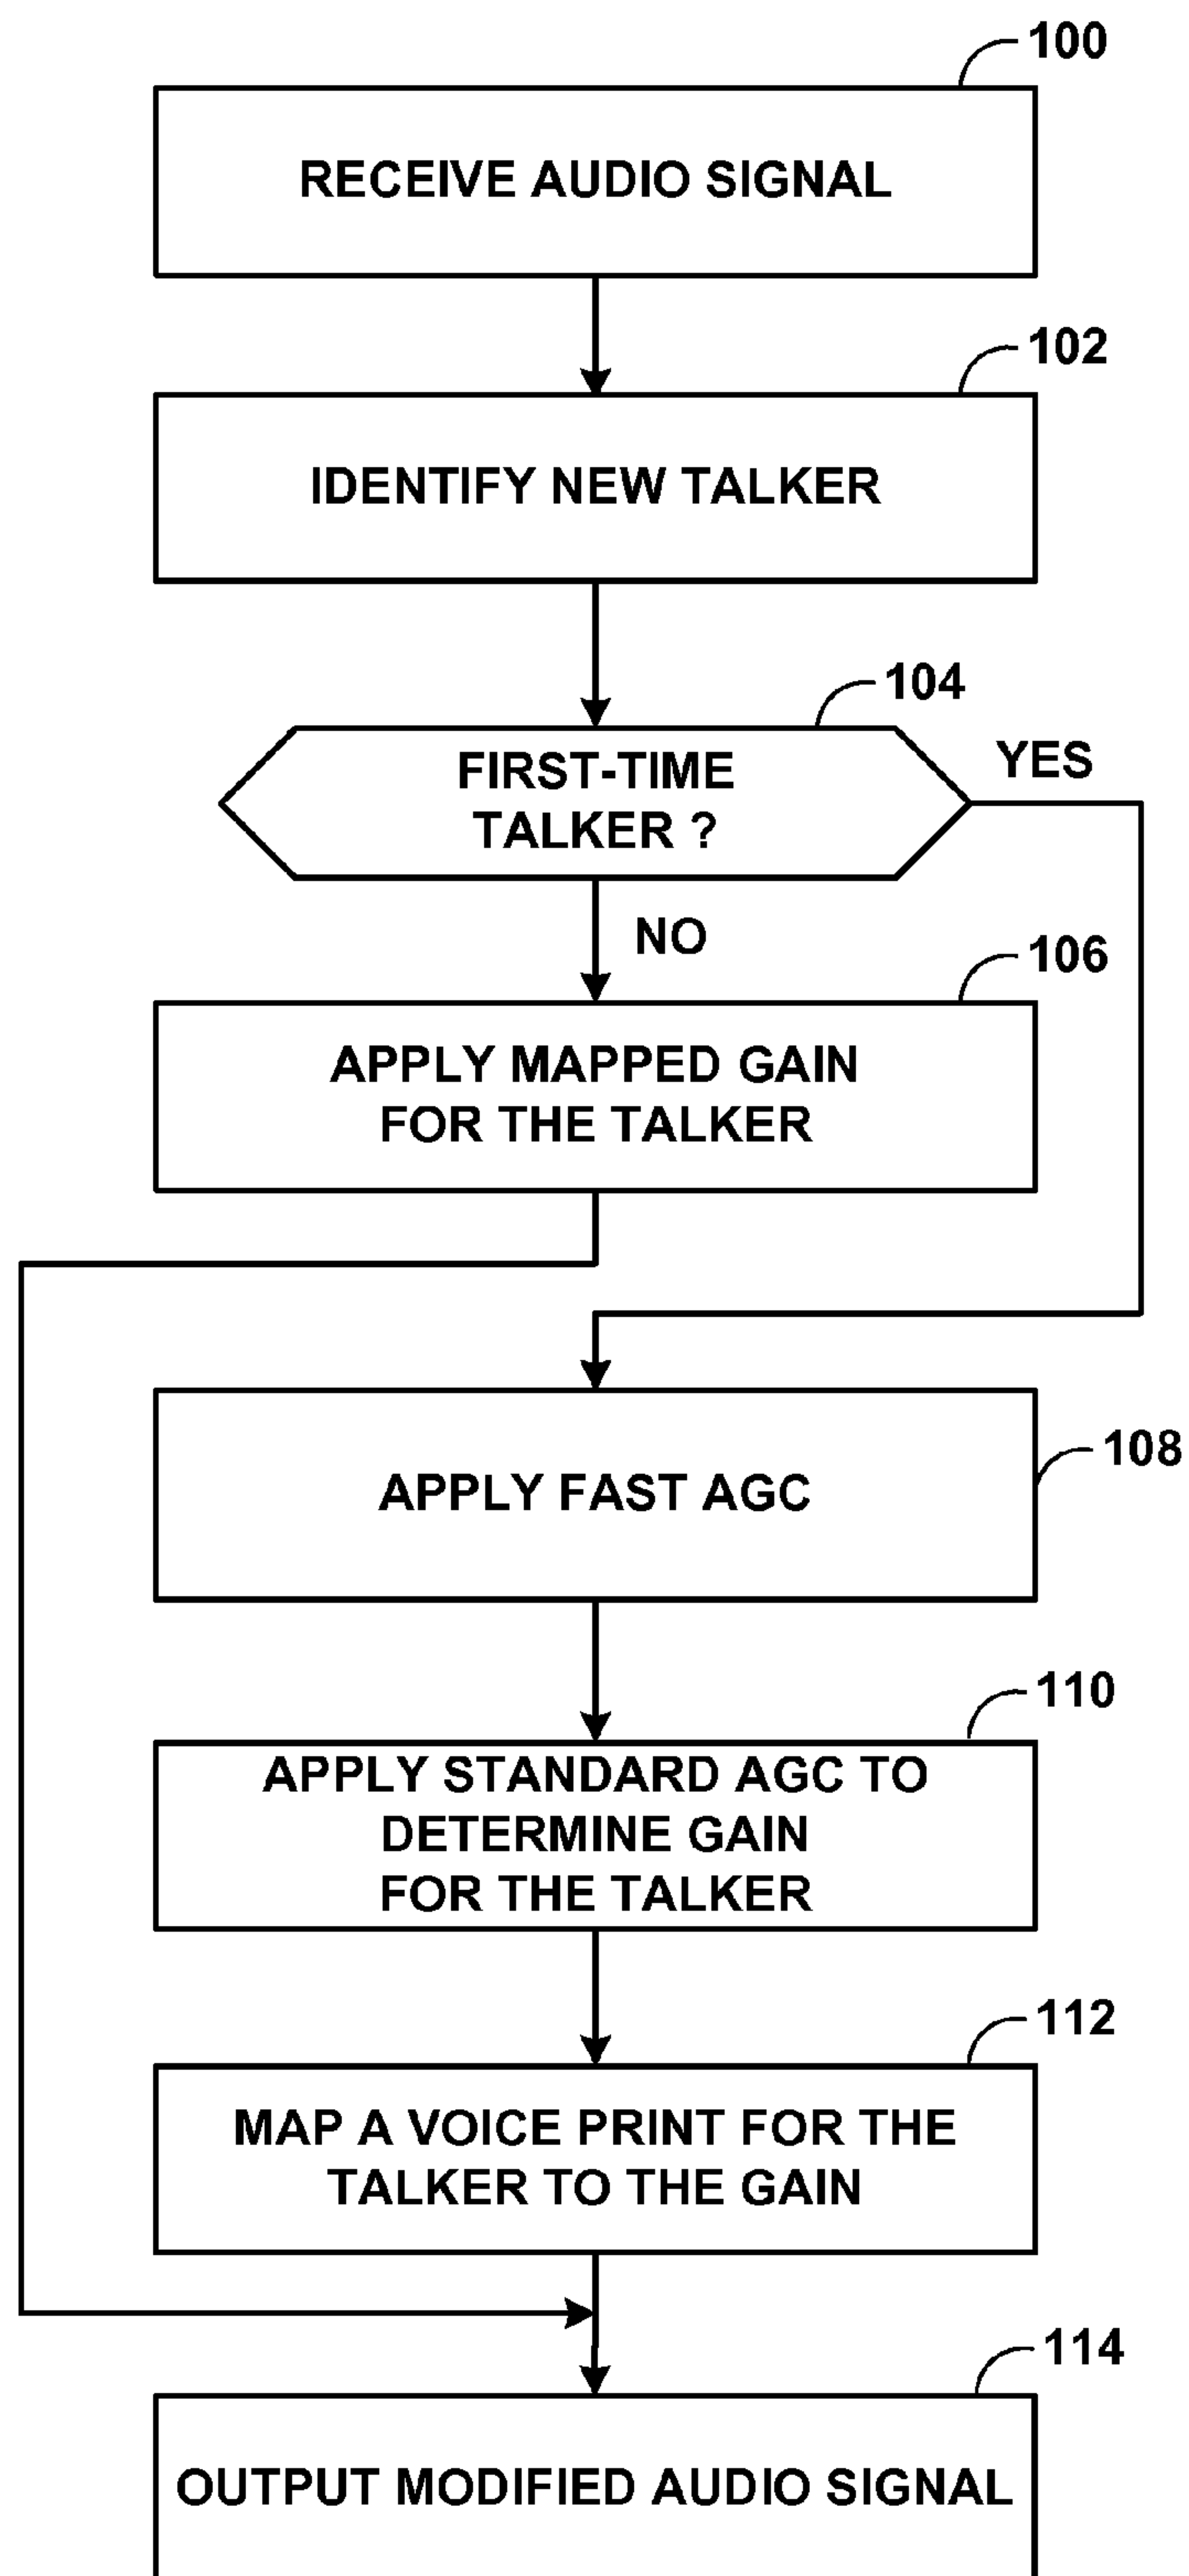 100
RECEIVE AUDIO SIGNAL
102
IDENTIFY NEW TALKER
104
FIRST-TIME
TALKER ?
YES
NO
106
APPLY MAPPED GAIN
FOR THE TALKER
108
APPLY FAST AGC
110
APPLY STANDARD AGC TO
DETERMINE GAIN
FOR THE TALKER
112
MAP A VOICE PRINT FOR THE
TALKER TO THE GAIN
114
OUTPUT MODIFIED AUDIO SIGNAL